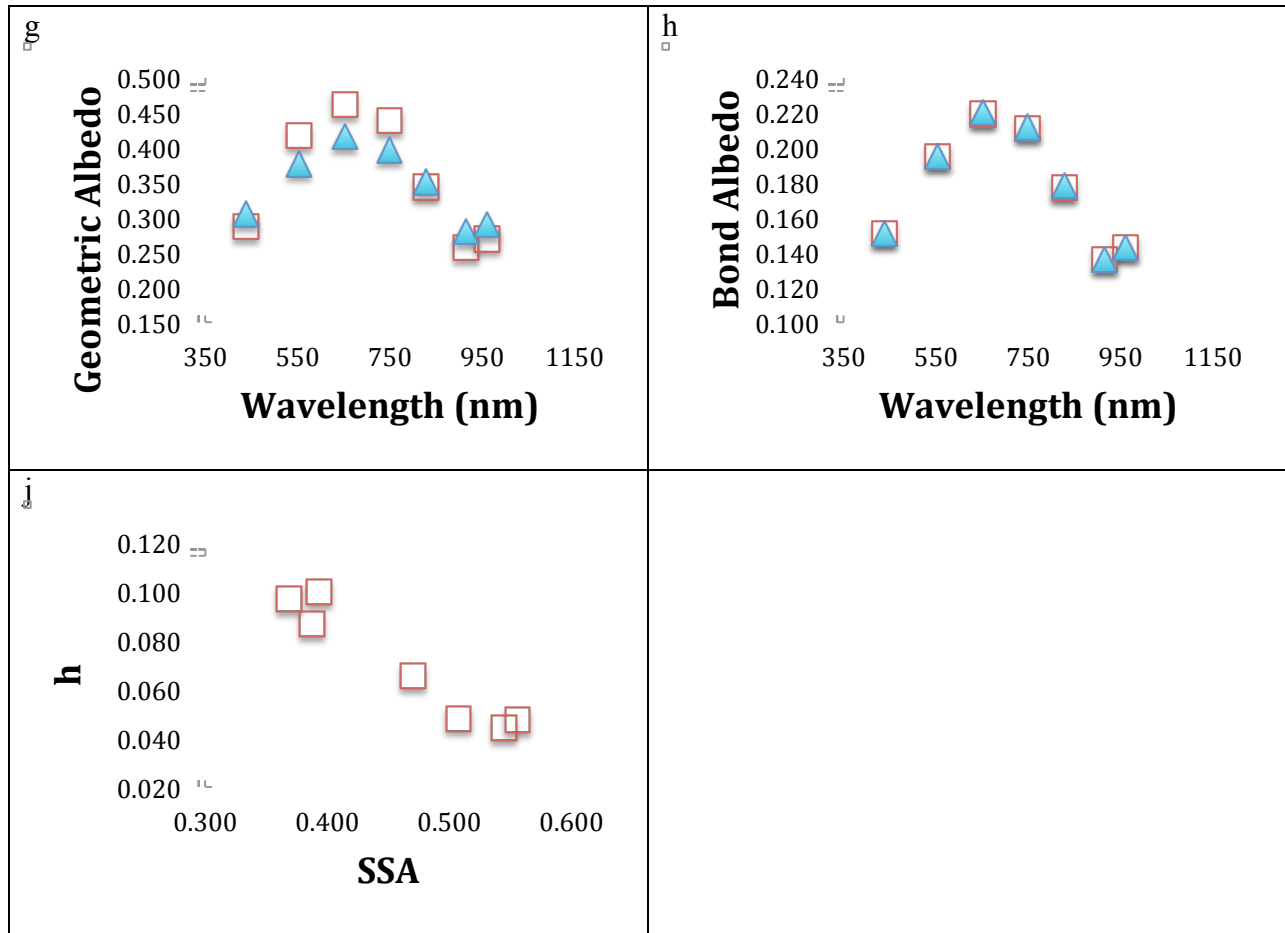 g
Geometric Albedo
0.500
0.450
0.400
0.350
0.300
0.250
0.200
0.150
350 550 750 950 1150
Wavelength (nm)
h
Bond Albedo
0.240
0.220
0.200
0.180
0.160
0.140
0.120
0.100
350 550 750 950 1150
Wavelength (nm)
j
h
0.120
0.100
0.080
0.060
0.040
0.020
0.300 0.400 0.500 0.600
SSA